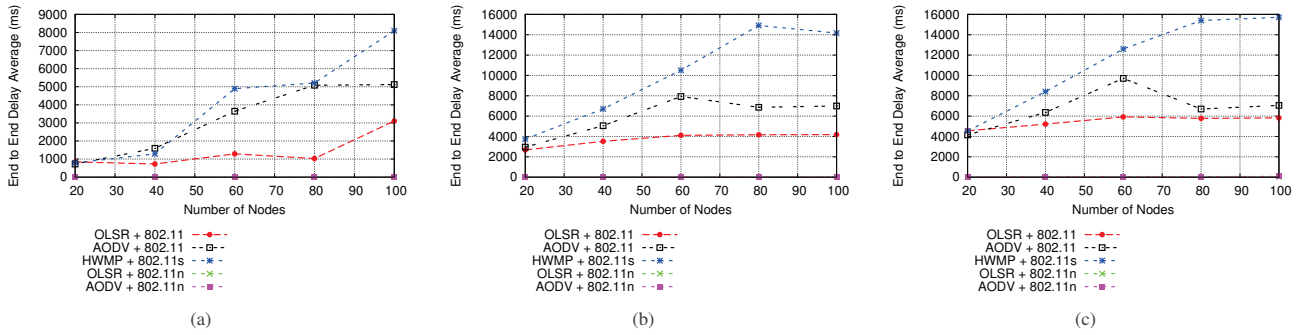 End to End Delay Average (ms)
9000
8000
7000
6000
5000
4000
3000
2000
1000
0
20 30 40 50 60 70 80 90 100
Number of Nodes
OLSR + 802.11
AODV + 802.11
HWMP + 802.11s
OLSR + 802.11n
AODV + 802.11n
(a)
End to End Delay Average (ms)
16000
14000
12000
10000
8000
6000
4000
2000
0
20 30 40 50 60 70 80 90 100
Number of Nodes
OLSR + 802.11
AODV + 802.11
HWMP + 802.11s
OLSR + 802.11n
AODV + 802.11n
(b)
End to End Delay Average (ms)
16000
14000
12000
10000
8000
6000
4000
2000
0
20 30 40 50 60 70 80 90 100
Number of Nodes
OLSR + 802.11
AODV + 802.11
HWMP + 802.11s
OLSR + 802.11n
AODV + 802.11n
(c)